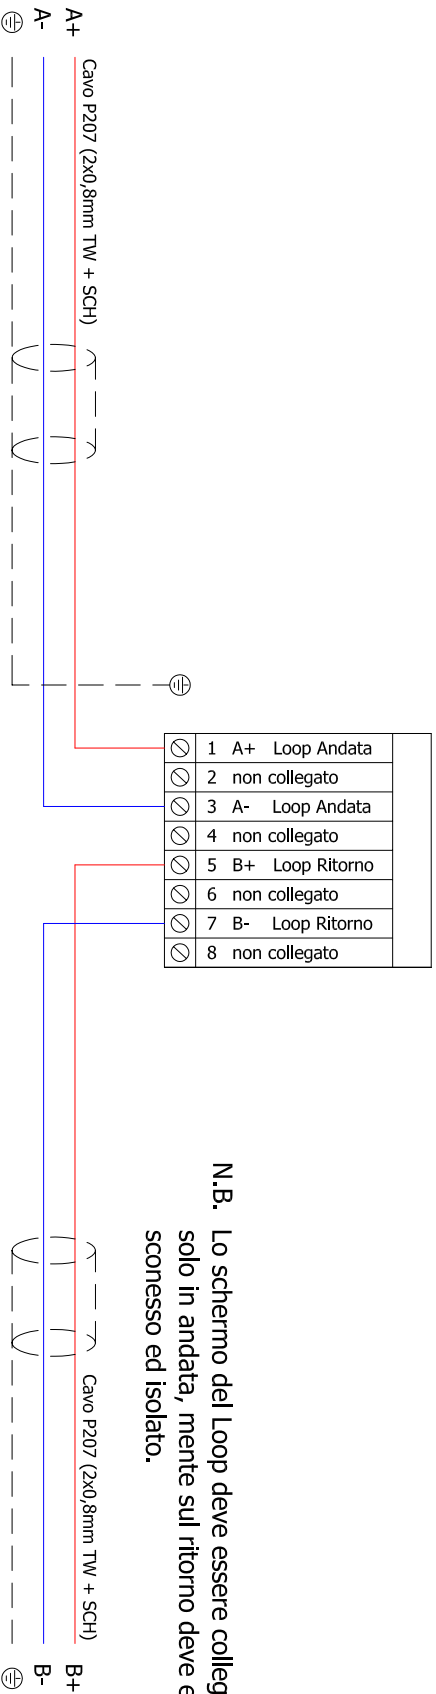 A+
A-
Cavo P207 (2x0,8mm TW + SCH)
1 A+ Loop Andata
2 non collegato
3 A- Loop Andata
4 non collegato
5 B+ Loop Ritorno
6 non collegato
7 B- Loop Ritorno
8 non collegato
N.B. Lo schermo del Loop deve essere
solo in andata, mente sul ritorno deve
sconesso ed isolato.
Cavo P207 (2x0,8mm TW + SCH)
B+
B-